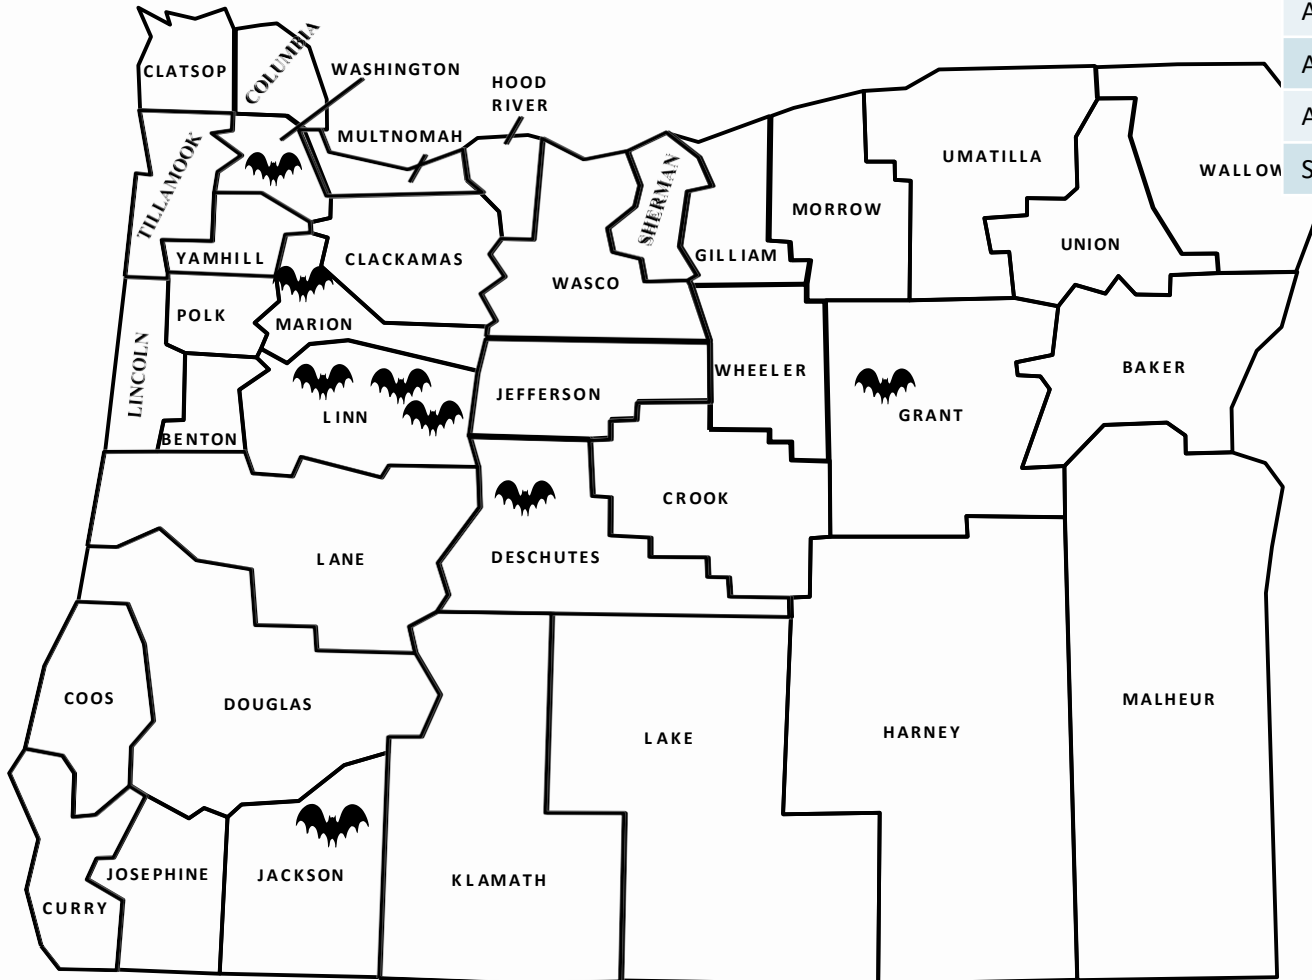 A
CLATSOP
COLUMBIA
WASHINGTON
HOOD
RIVER
A
A
MULTNOMAH
TILLAMOOK
UMATILLA
WALLOW
S
SHERMAN
MORROW
UNION
YAMHILL
CLACKAMAS
GILLIAM
WASCO
POLK
MARION
LINCOLN
WHEELER
BAKER
JEFFERSON
LINN
GRANT
BENTON
CROOK
LANE
DESCHUTES
COOS
DOUGLAS
MALHEUR
LAKE
HARNEY
JOSEPHINE
JACKSON
KLAMATH
CURRY